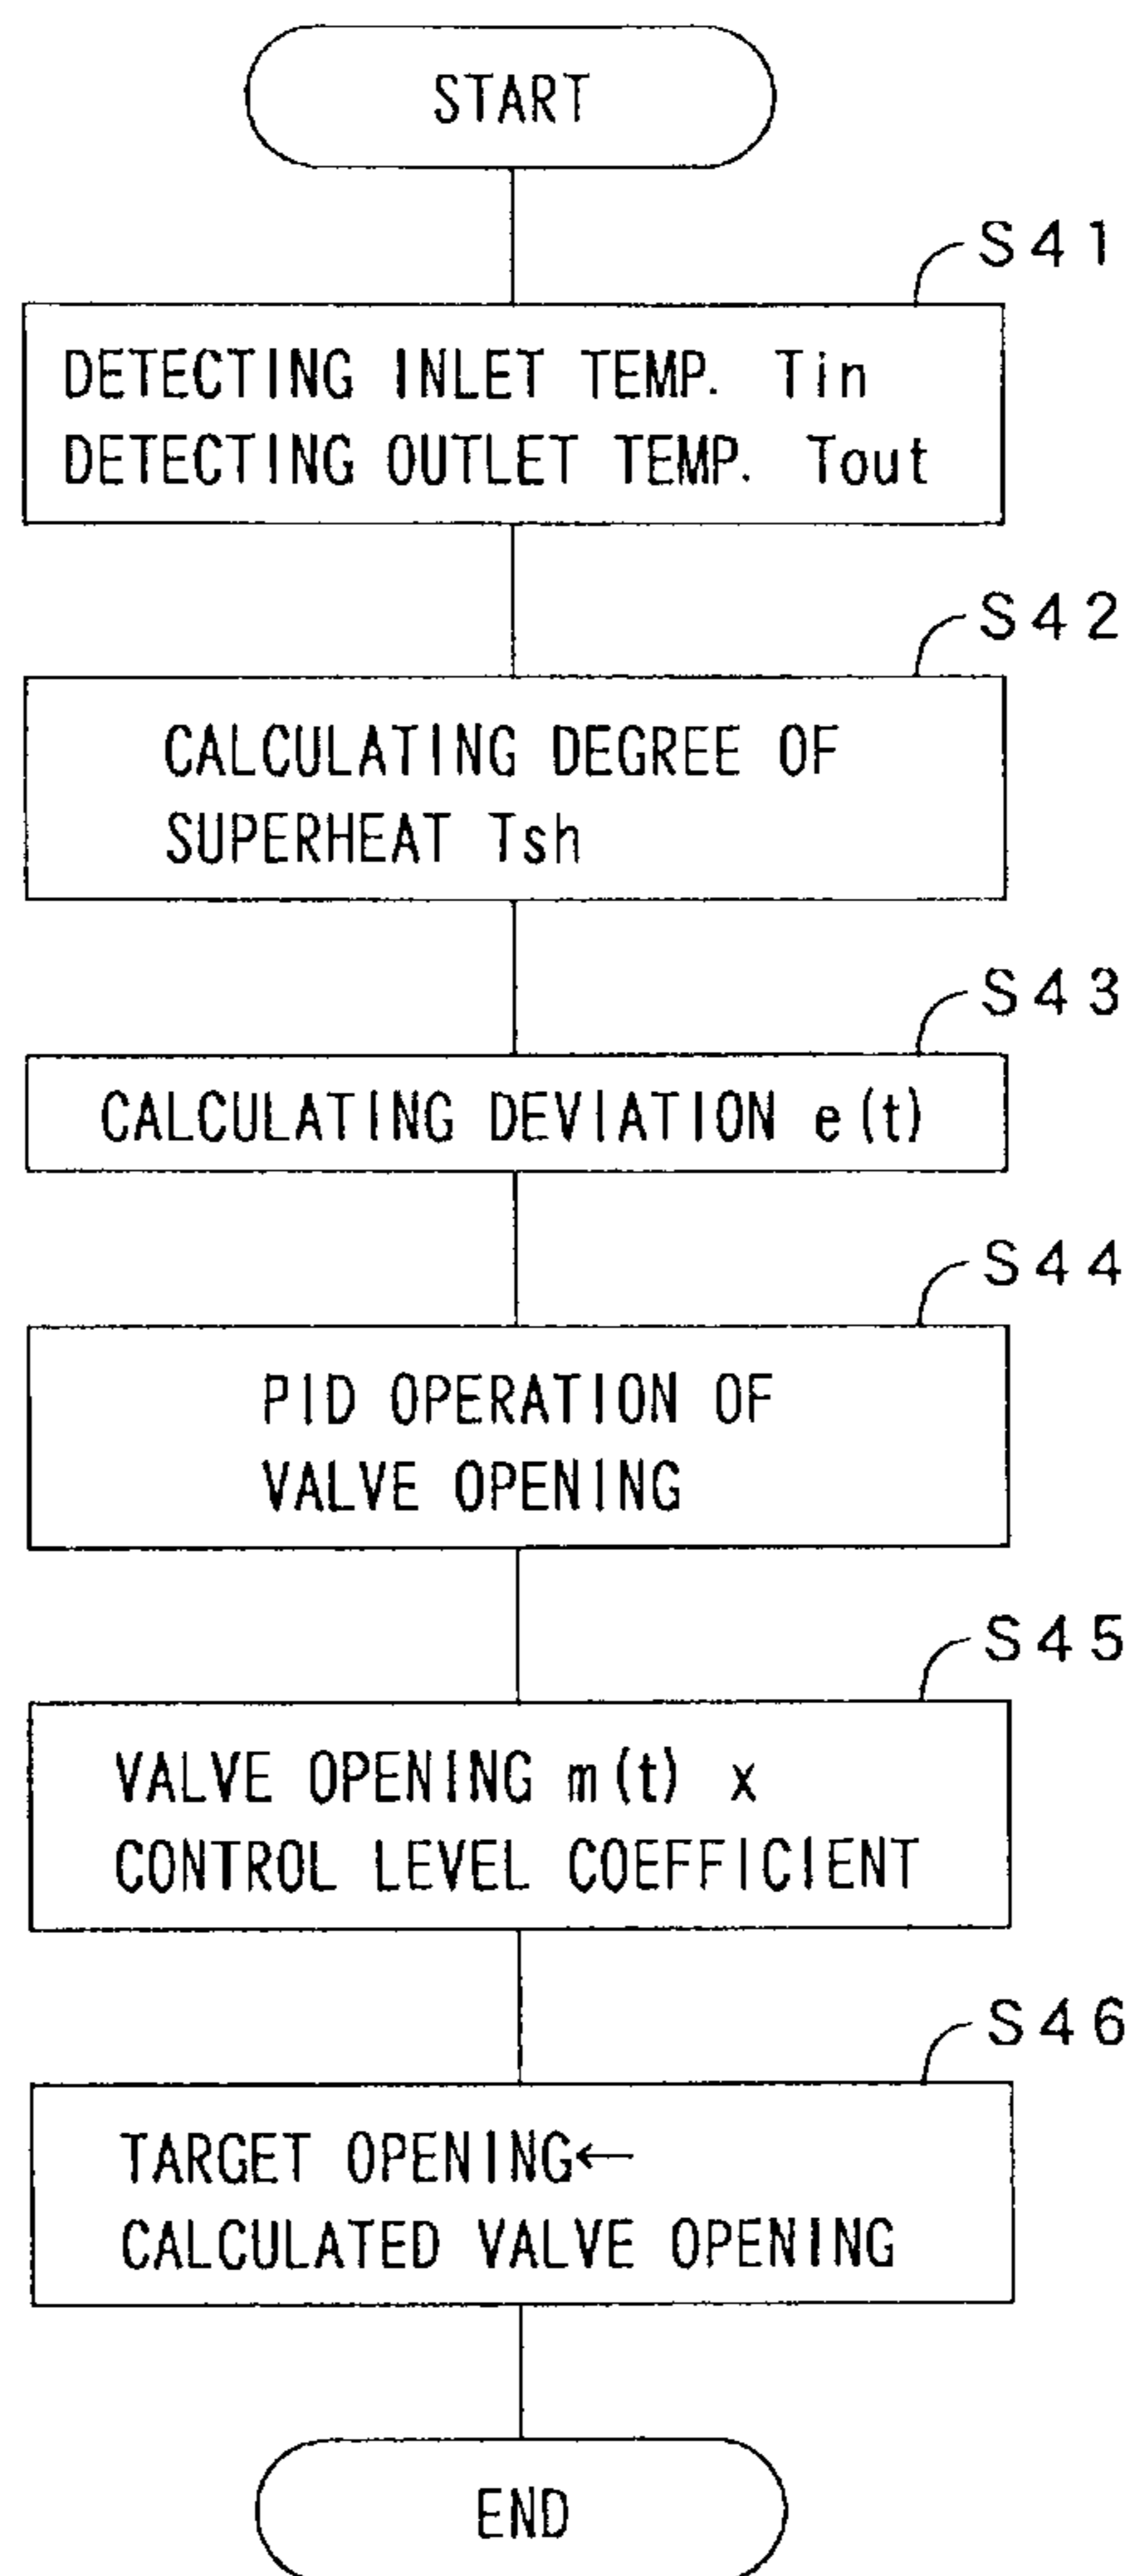 START
S41
DETECTING INLET TEMP. Tin
DETECTING OUTLET TEMP. Tout
S42
CALCULATING DEGREE OF
SUPERHEAT Tsh
S43
CALCULATING DEVIATION e(t)
S44
PID OPERATION OF
VALVE OPENING
S45
VALVE OPENING m(t) x
CONTROL LEVEL COEFFICIENT
S46
TARGET OPENING←
CALCULATED VALVE OPENING
END